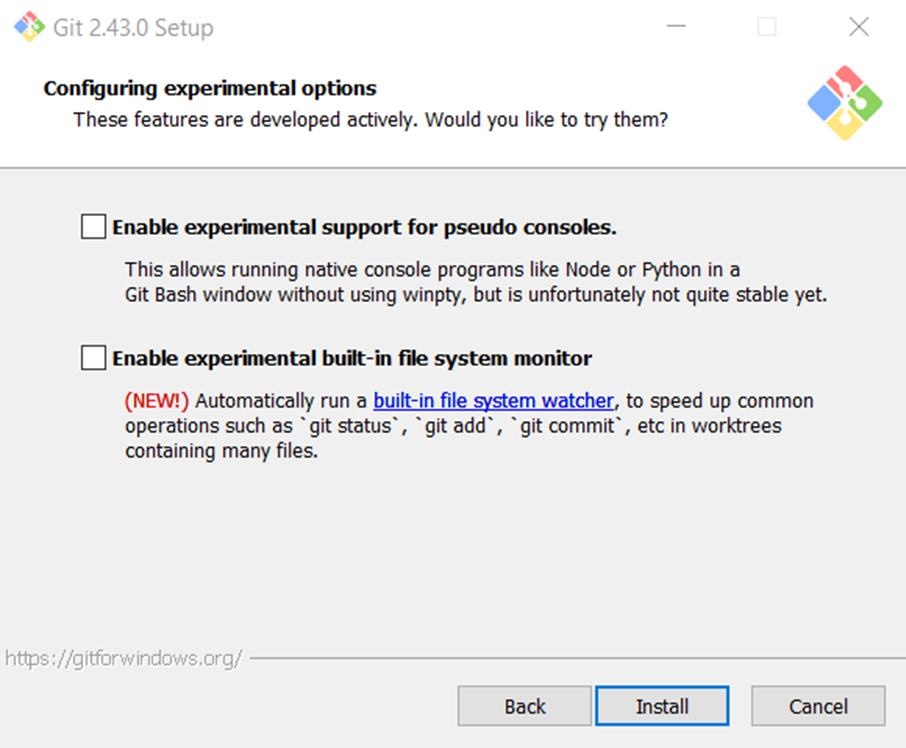 Git 2.43.0 Setup
Configuring experimental options
These features are developed actively. Would you like to try them?
Enable experimental support for pseudo consoles.
This allows running native console programs like Node or Python in a
Git Bash window without using winpty, but is unfortunately not quite stable yet.
Enable experimental built-in file system monitor
(NEW!) Automatically run a built-in file system watcher, to speed up common
operations such as `git status`, `git add`, `git commit`, etc in worktrees
containing many files.
https://gitforwindows.org/
Back Install Cancel